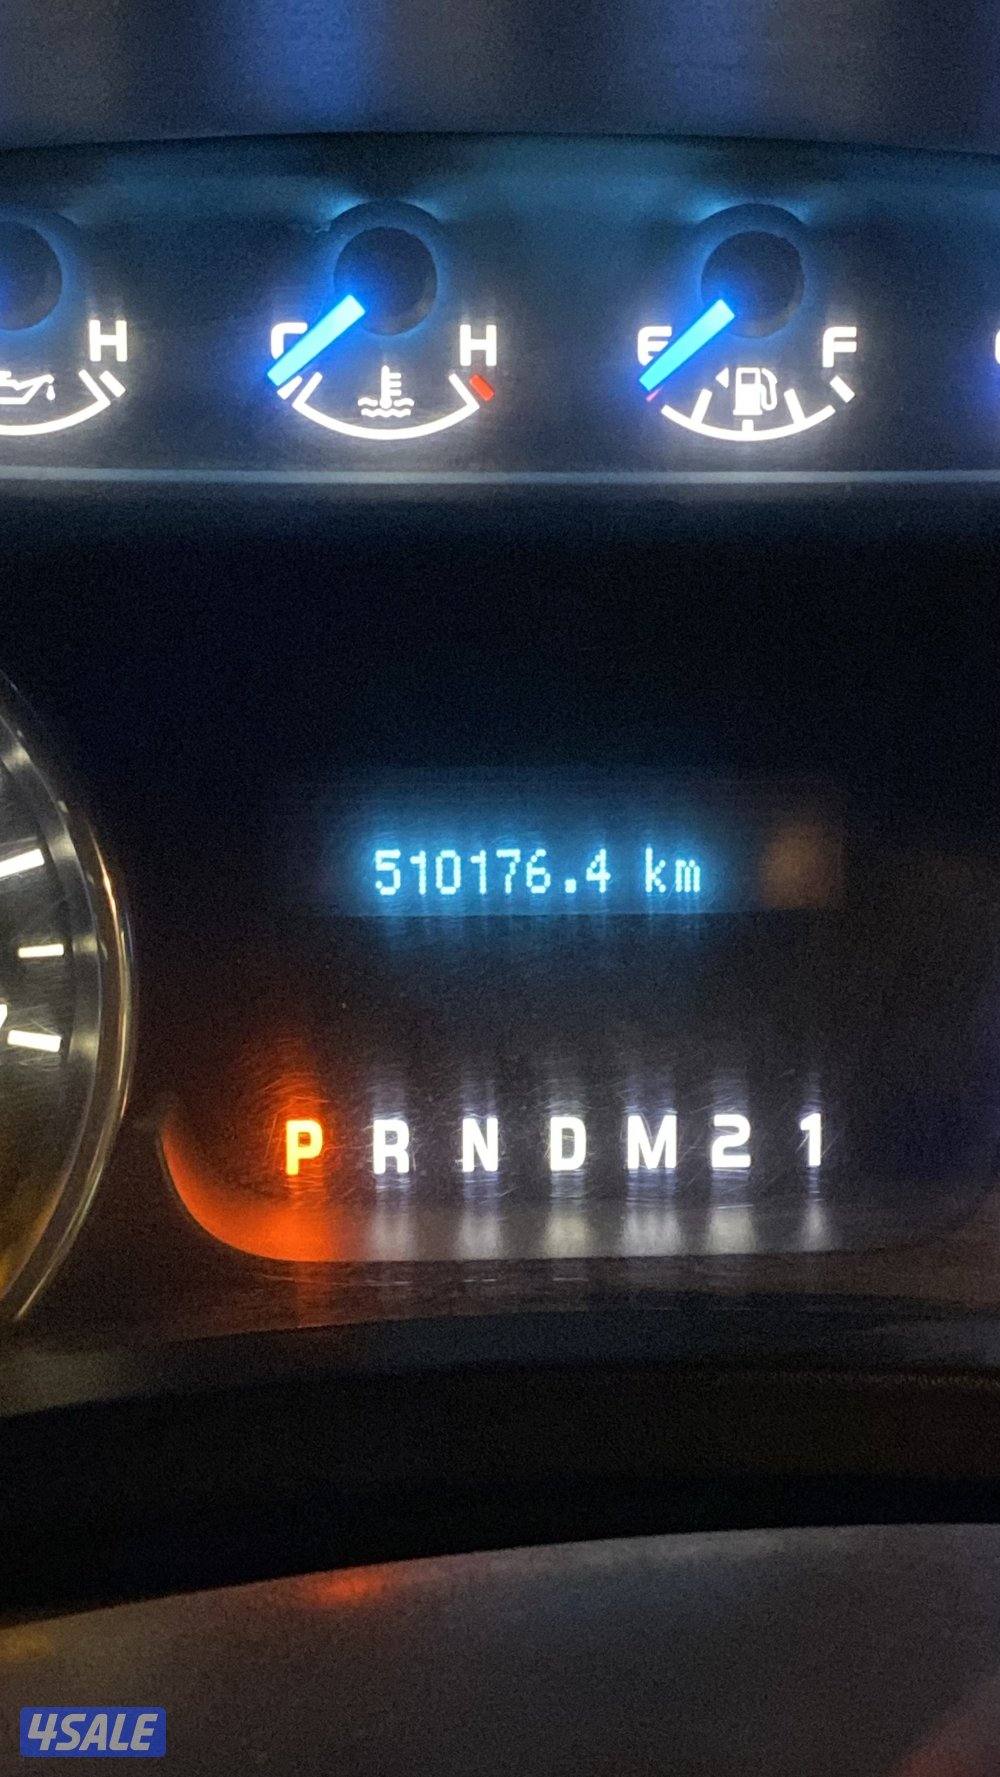 H
C H
E F
510176.4 km
P R N D M 2 1
4SALE